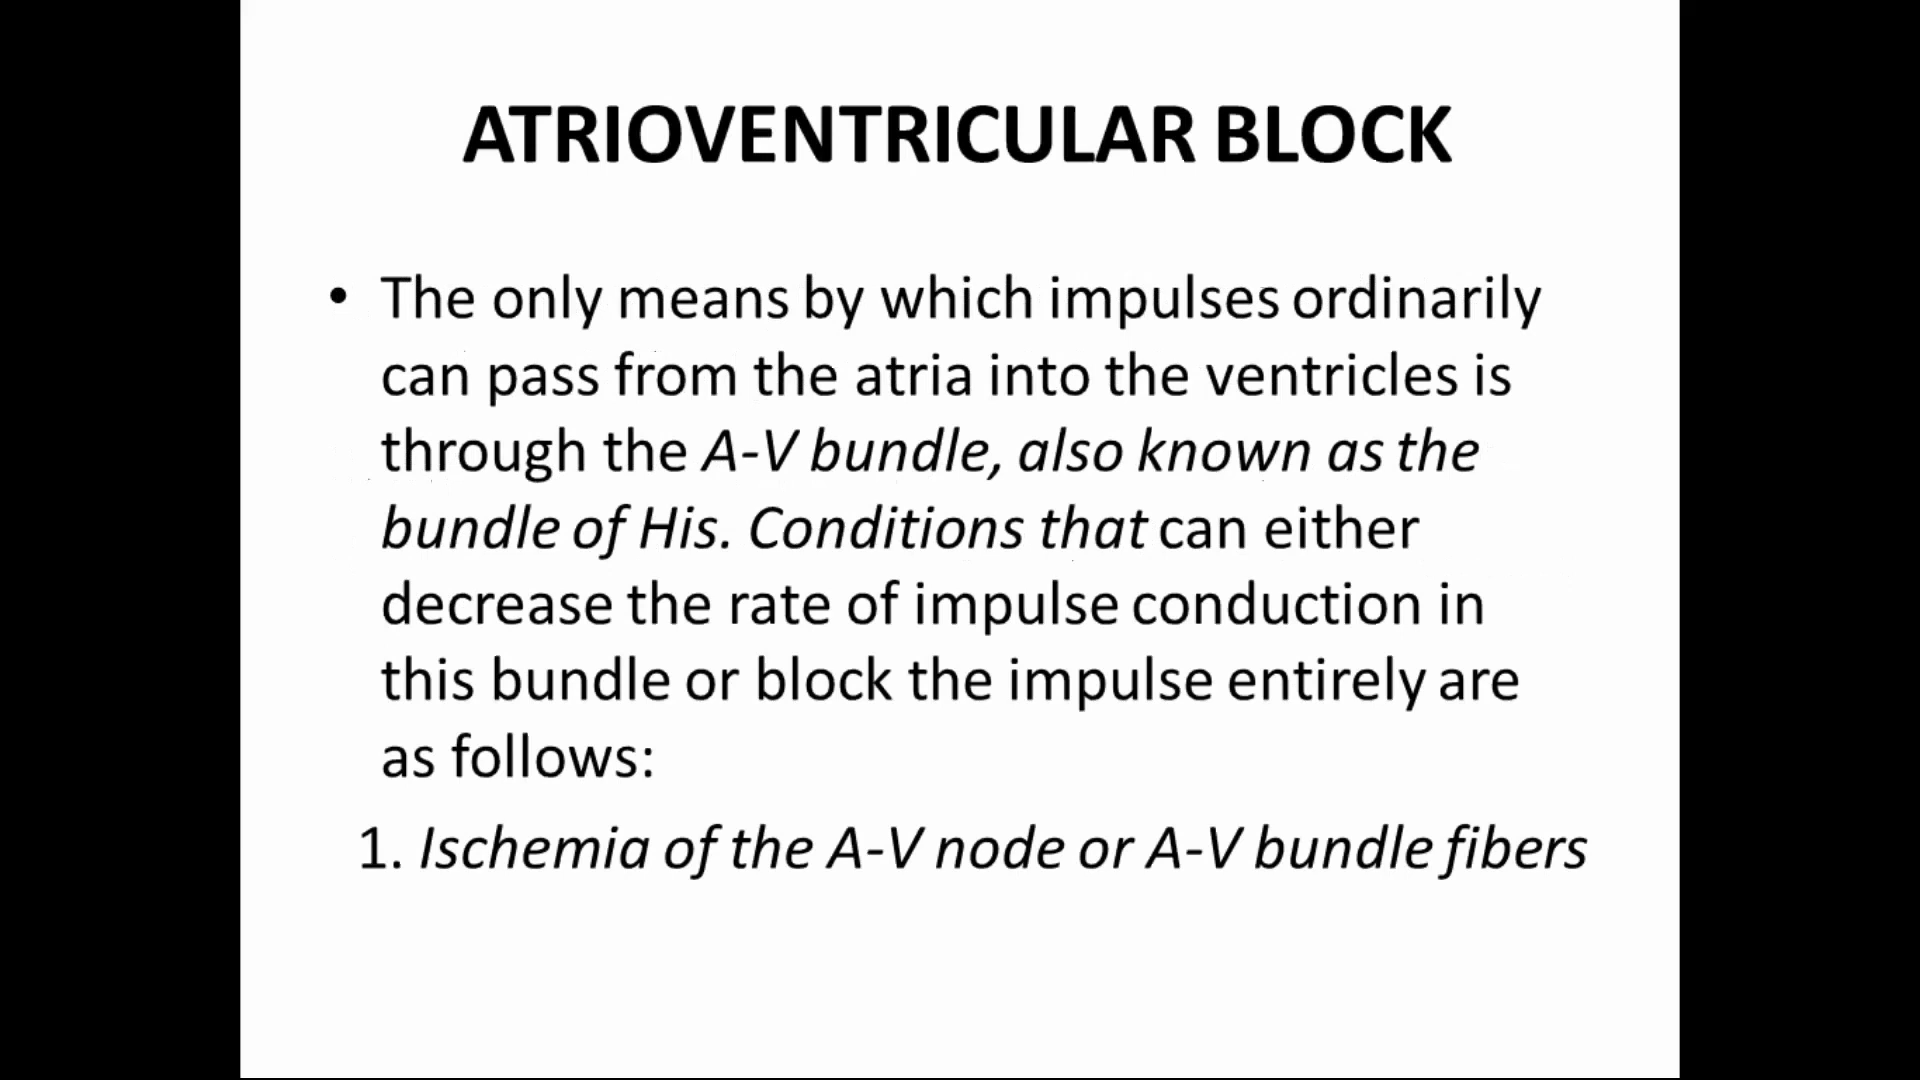 ATRIOVENTRICULAR BLOCK
• The only means by which impulses ordinarily
can pass from the atria into the ventricles is
through the A-V bundle, also known as the
bundle of His. Conditions that can either
decrease the rate of impulse conduction in
this bundle or block the impulse entirely are
as follows:
1. Ischemia of the A-V node or A-V bundle fibers